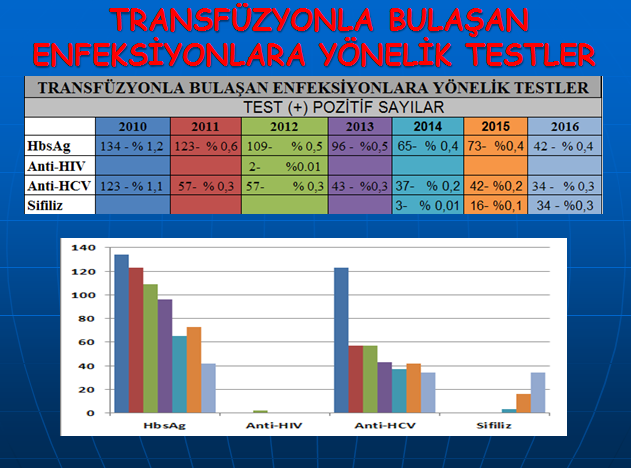 TRANSFÜZYONLA BULAŞAN
ENFEKSİYONLARA YÖNELİK TESTLER
TRANSFÜZYONLA BULAŞAN ENFEKSİYONLARA YÖNELİK TESTLER
TEST (+) POZİTİF SAYILAR
2010 2011 2012 2013 2014 2015 2016
HbsAg 134 - % 1,2 123- % 0,6 109- % 0,5 96 - %0,5 65- % 0,4 73- %0,4 42 - % 0,4
Anti-HIV 2- %0.01
Anti-HCV 123 - % 1,1 57- % 0,3 57- % 0,3 43 - %0,3 37- % 0,2 42- %0,2 34 - % 0,3
Sifiliz 3- % 0,01 16- %0,1 34 - %0,3
140
120
100
80
60
40
20
0
HbsAg Anti-HIV Anti-HCV Sifiliz